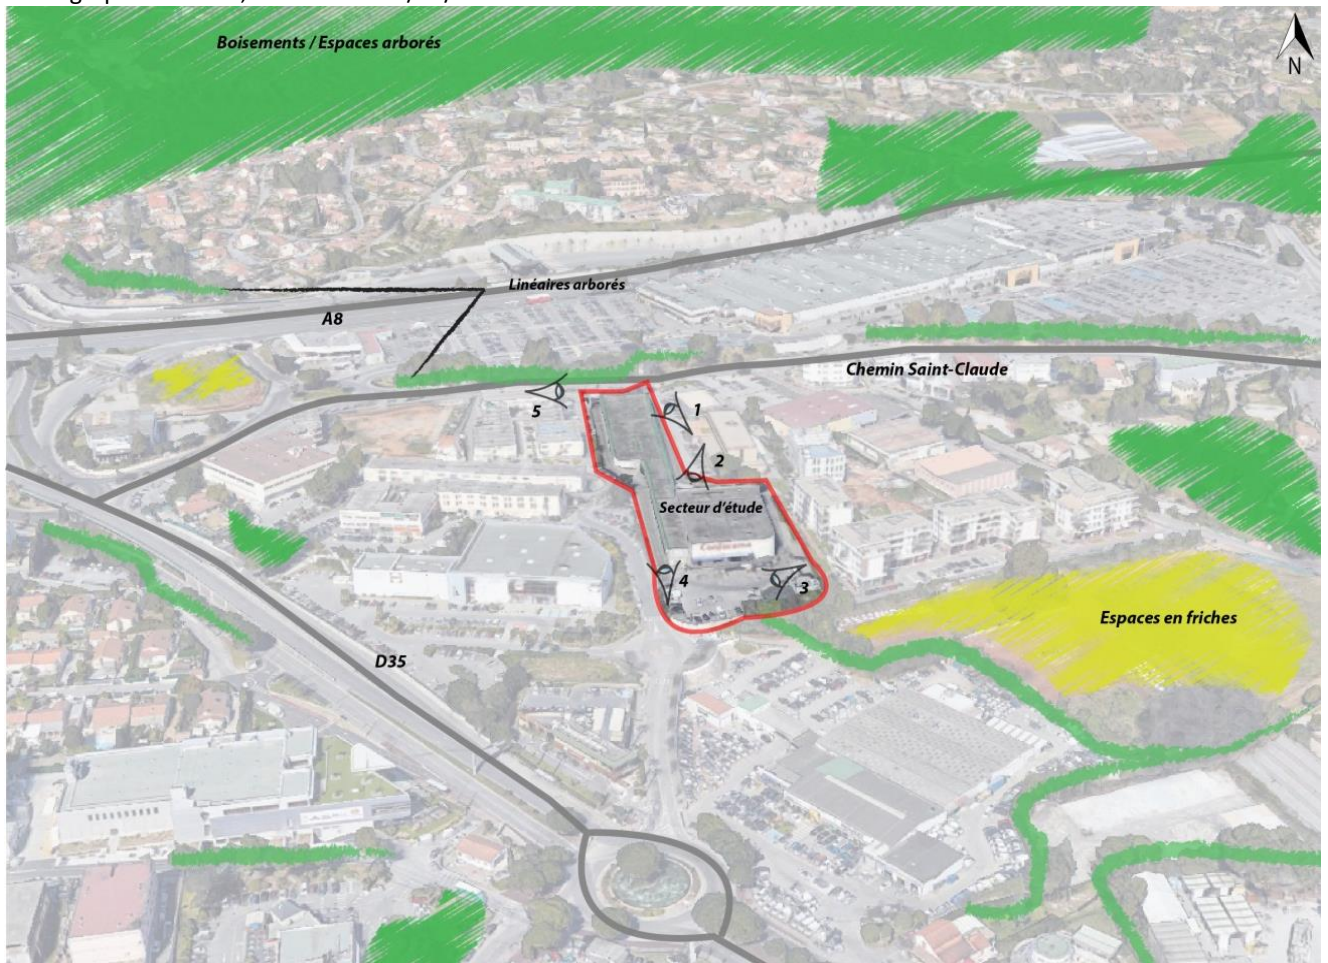 Boisements / Espaces arborés
N
Linéaires arborés
A8
Chemin Saint-Claude
5
1
2
Secteur d'étude
4
3
Espaces en friches
D35